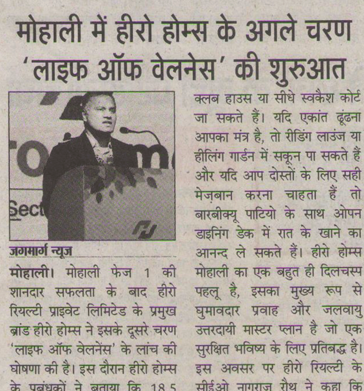 मोहाली में हीरो होम्स के अगले चरण
'लाइफ ऑफ वेलनेस' की शुरुआत
Sect
जगमार्ग न्यूज
मोहाली। मोहाली फेज 1 की
शानदार सफलता के बाद हीरो
रियल्टी प्राइवेट लिमिटेड के प्रमुख
ब्रांड हीरो होम्स ने इसके दूसरे चरण
'लाइफ ऑफ वेलनेस' के लांच की
घोषणा की है। इस दौरान हीरो होम्स
के प्रबंधकों ने बताया कि 18.5
क्लब हाउस या सीधे स्क्वैश कोर्ट
जा सकते हैं। यदि एकांत ढूंढना
आपका मंत्र है, तो रीडिंग लाउंज या
हीलिंग गार्डन में सकून पा सकते हैं
और यदि आप दोस्तों के लिए सही
मेज़बान करना चाहता हैं तो
बारबीक्यू पाटियो के साथ ओपन
डाइनिंग डेक में रात के खाने का
आनन्द ले सकते हैं। हीरो होम्स
मोहाली का एक बहुत ही दिलचस्प
पहलू है, इसका मुख्य रूप से
घुमावदार प्रवाह और जलवायु
उत्तरदायी मास्टर प्लान है जो एक
सुरक्षित भविष्य के लिए प्रतिबद्ध है।
इस अवसर पर हीरो रियल्टी के
सीईओ नागराजु रौथु ने कहा कि